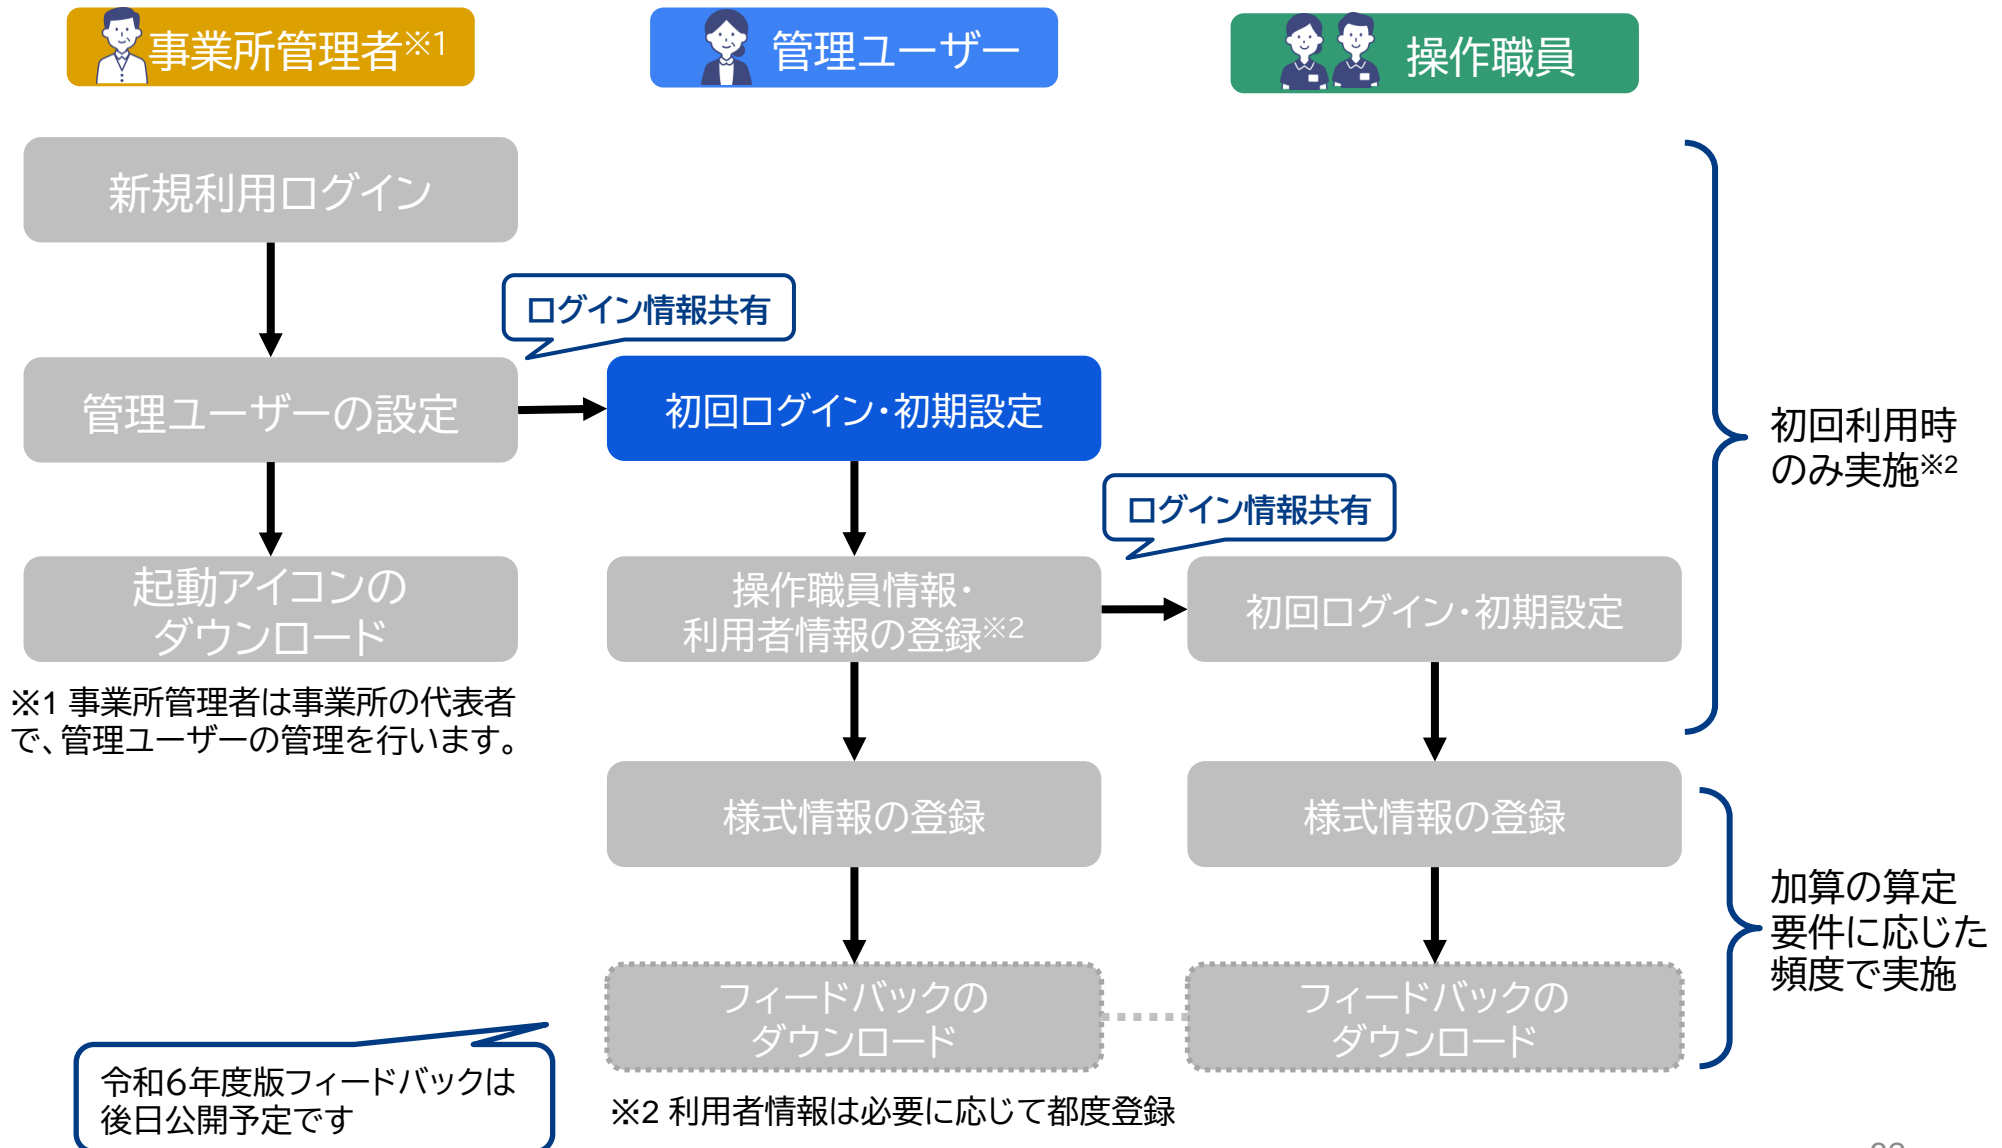 事業所管理者※1
管理ユーザー
操作職員
新規利用ログイン
ログイン情報共有
管理ユーザーの設定
初回ログイン・初期設定
初回利用時
のみ実施※2
ログイン情報共有
起動アイコンの
ダウンロード
操作職員情報・
利用者情報の登録※2
初回ログイン・初期設定
※1 事業所管理者は事業所の代表者
で、管理ユーザーの管理を行います。
様式情報の登録
様式情報の登録
加算の算定
要件に応じた
頻度で実施
フィードバックの
ダウンロード
フィードバックの
ダウンロード
令和6年度版フィードバックは
後日公開予定です
※2 利用者情報は必要に応じて都度登録